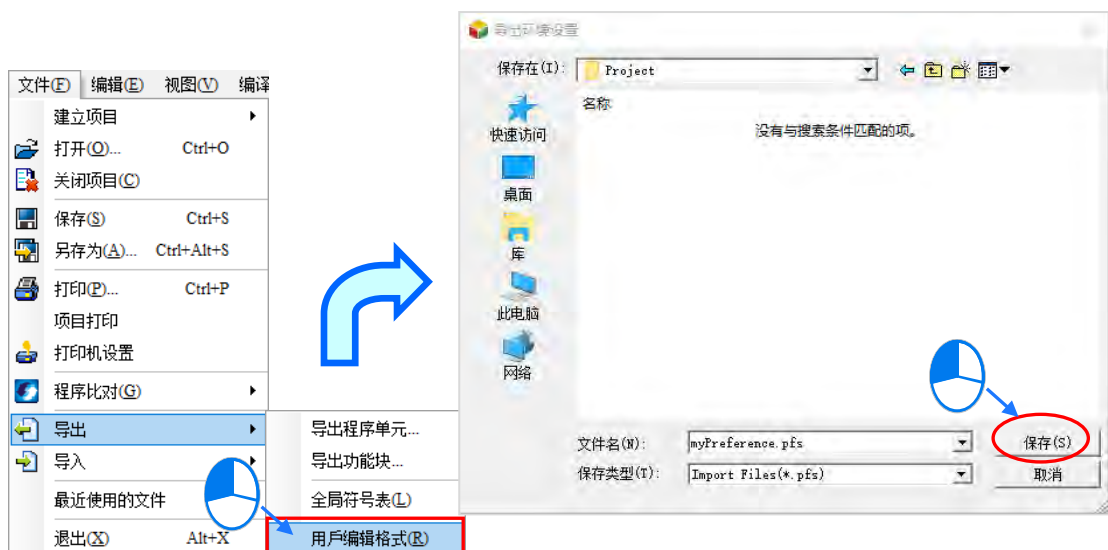 文件(F) 编辑(E) 视图(V) 编译
建立项目
打开(O)... Ctrl+O
关闭项目(C)
保存(S) Ctrl+S
另存为(A)... Ctrl+Alt+S
打印(P)... Ctrl+P
项目打印
打印机设置
程序比对(G)
导出
导入
最近使用的文件
退出(X) Alt+X
导出程序单元...
导出功能块...
全局符号表(L)
用戶编辑格式(R)
导出环境设置
保存在(I): Project
名称
没有与搜索条件匹配的项。
快速访问
桌面
库
此电脑
网络
文件名(N): myPreference.pfs 保存(S)
保存类型(T): Import Files(*.pfs) 取消